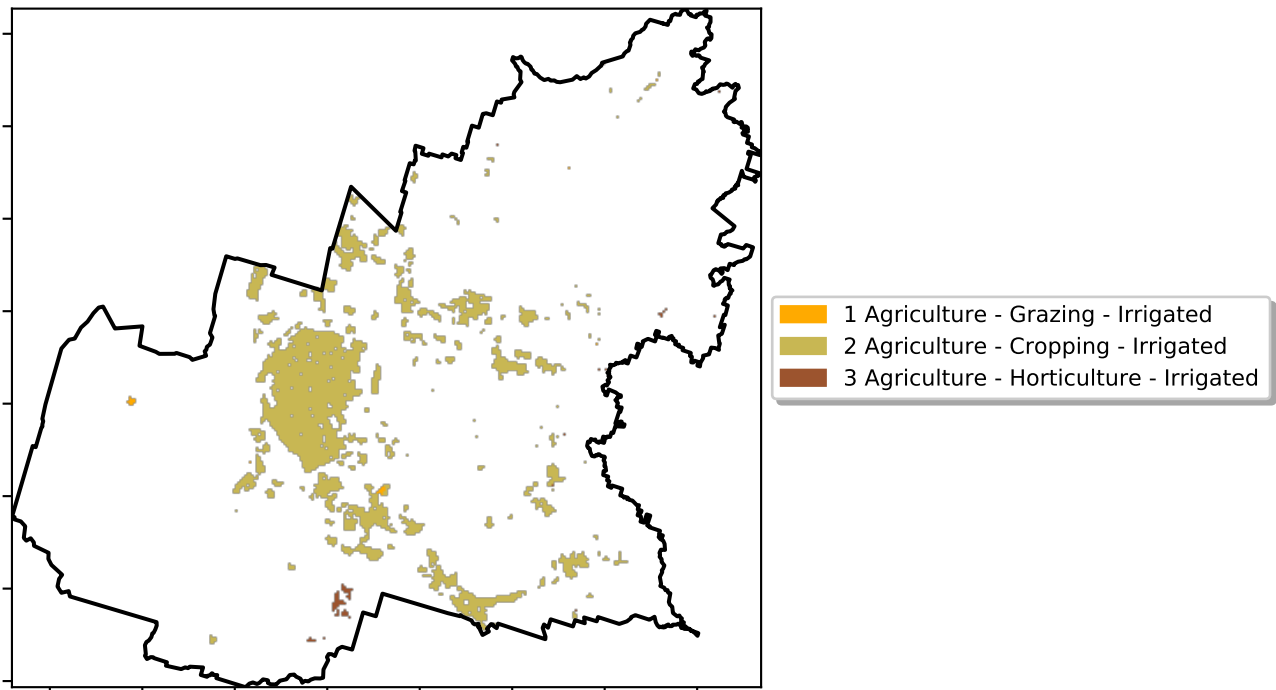 1 Agriculture - Grazing - Irrigated
2 Agriculture - Cropping - Irrigated
3 Agriculture - Horticulture - Irrigated